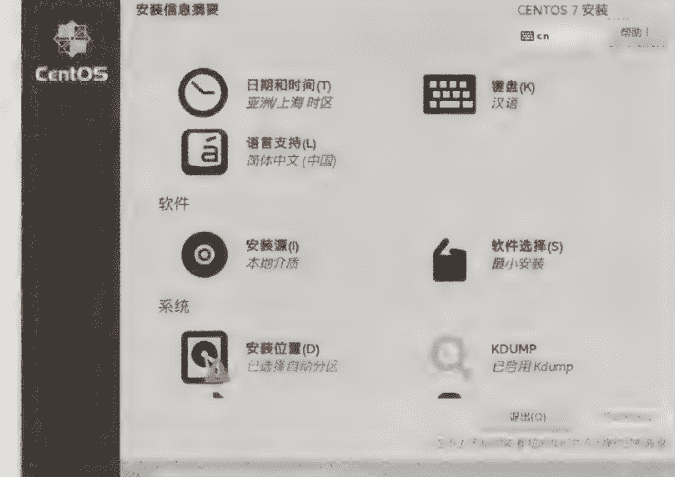 安装信息摘要
CENTOS 7 安装
cn
帮助！
CentOS
日期和时间(T)
亚洲/上海 时区
键盘(K)
汉语
语言支持(L)
简体中文 (中国)
软件
安装源(I)
本地介质
软件选择(S)
最小安装
系统
安装位置(D)
已选择自动分区
KDUMP
已启用 Kdump
退出(Q)